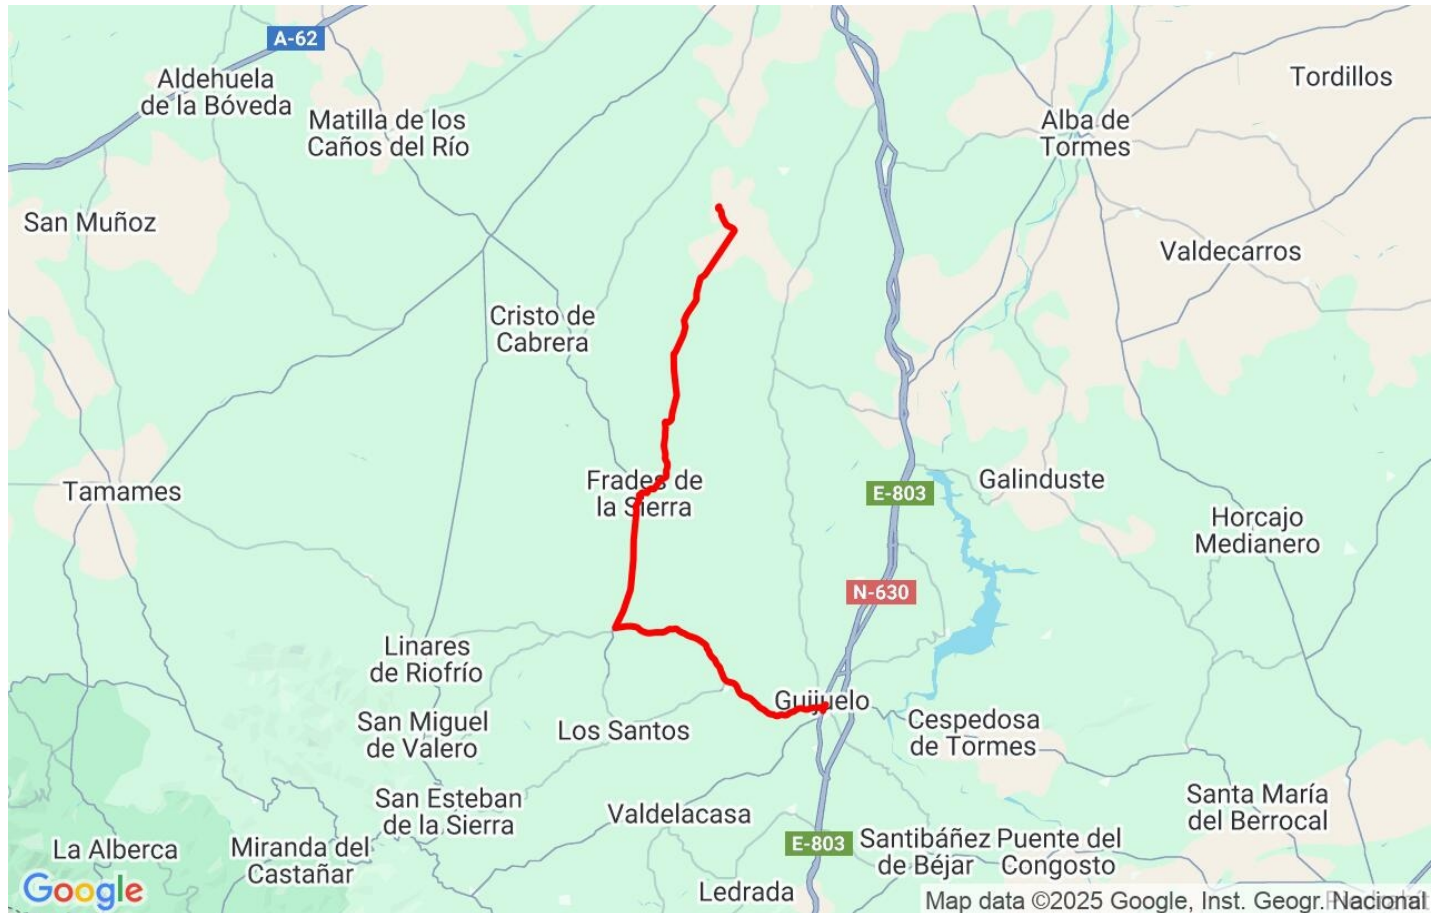 A-62
Aldehuela
de la Bóveda
Tordillos
Matilla de los
Caños del Río
Alba de
Tormes
San Muñoz
Valdecarros
Cristo de
Cabrera
Frades de
la Sierra
Tamames
E-803
Galinduste
Horcajo
Medianero
N-630
Linares
de Riofrío
Guijuelo
San Miguel
de Valero
Los Santos
Cespedosa
de Tormes
San Esteban
de la Sierra
Valdelacasa
Santa María
del Berrocal
La Alberca
Miranda del
Castañar
E-803
Santibáñez
de Béjar
Puente del
Congosto
Ledrada
Google
Map data ©2025 Google, Inst. Geogr. Nacional